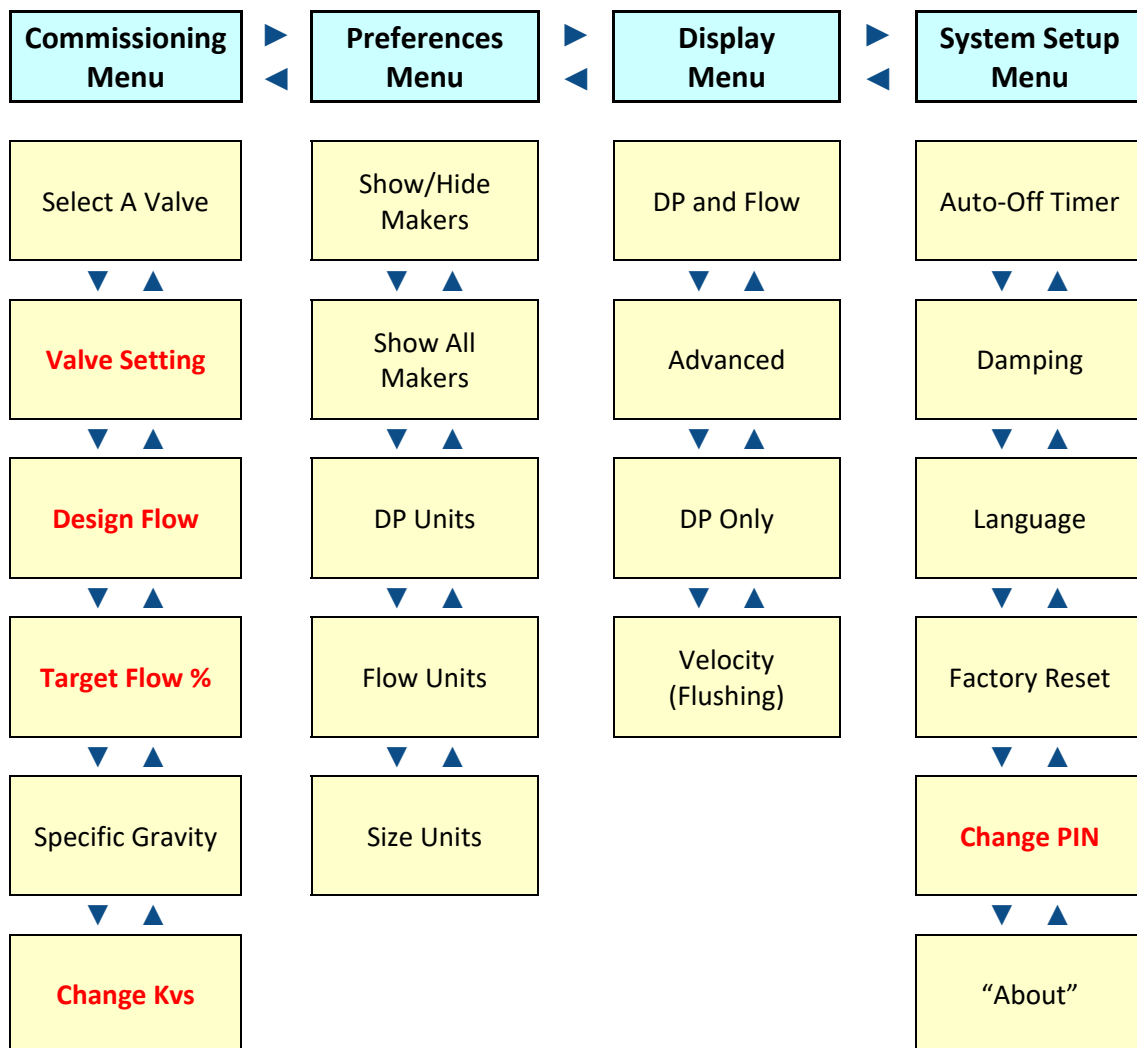 Commissioning
Menu
Preferences
Menu
Display
Menu
System Setup
Menu
Select A Valve
Show/Hide
Makers
DP and Flow
Auto-Off Timer
Valve Setting
Show All
Makers
Advanced
Damping
Design Flow
DP Units
DP Only
Language
Target Flow %
Flow Units
Velocity
(Flushing)
Factory Reset
Specific Gravity
Size Units
Change PIN
Change Kvs
“About”